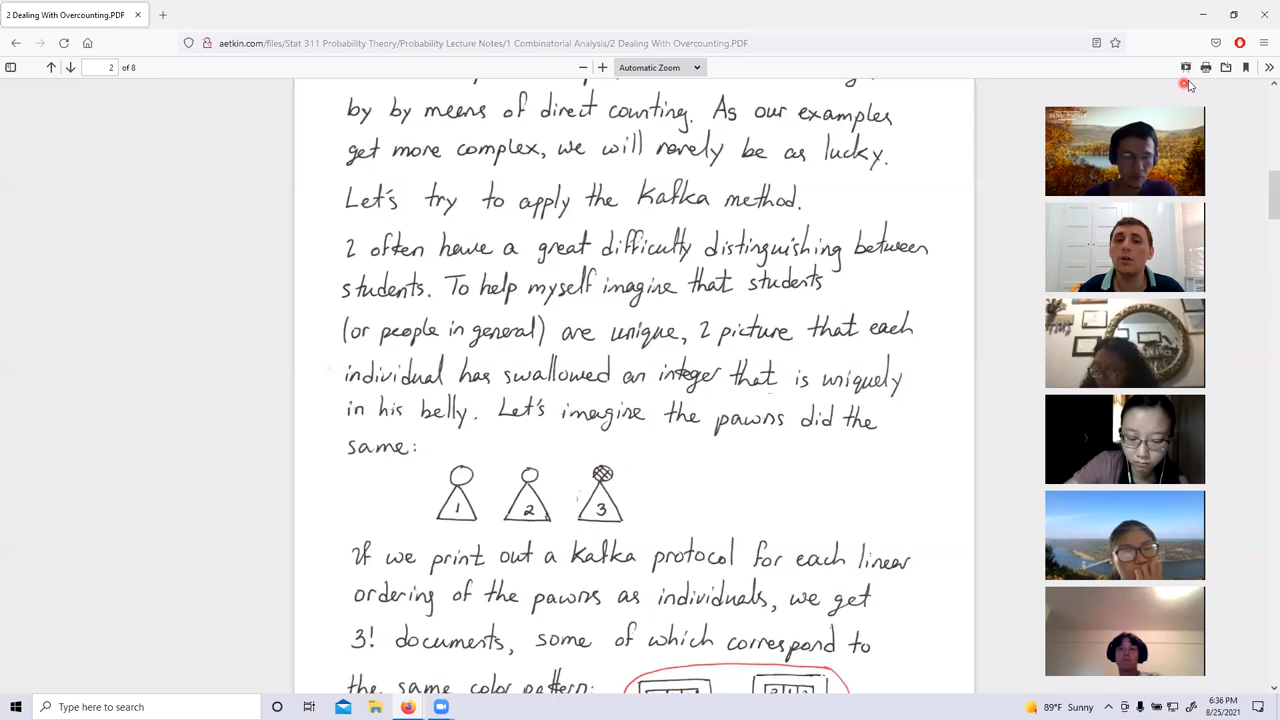 2 Dealing With Overcounting.PDF
aetkin.com/files/Stat 311 Probability Theory/Probability Lecture Notes/1 Combinatorial Analysis/2 Dealing With Overcounting.PDF
2 of 8
Automatic Zoom
by by means of direct counting. As our examples
get more complex, we will rarely be as lucky.
Let's try to apply the Kafka method.
I often have a great difficulty distinguishing between
students. To help myself imagine that students
(or people in general) are unique, I picture that each
individual has swallowed an integer that is uniquely
in his belly. Let's imagine the pawns did the
same:
1 2 3
If we print out a Kafka protocol for each linear
ordering of the pawns as individuals, we get
3! documents, some of which correspond to
the same color pattern:
Type here to search
89°F Sunny
6:36 PM
8/25/2021